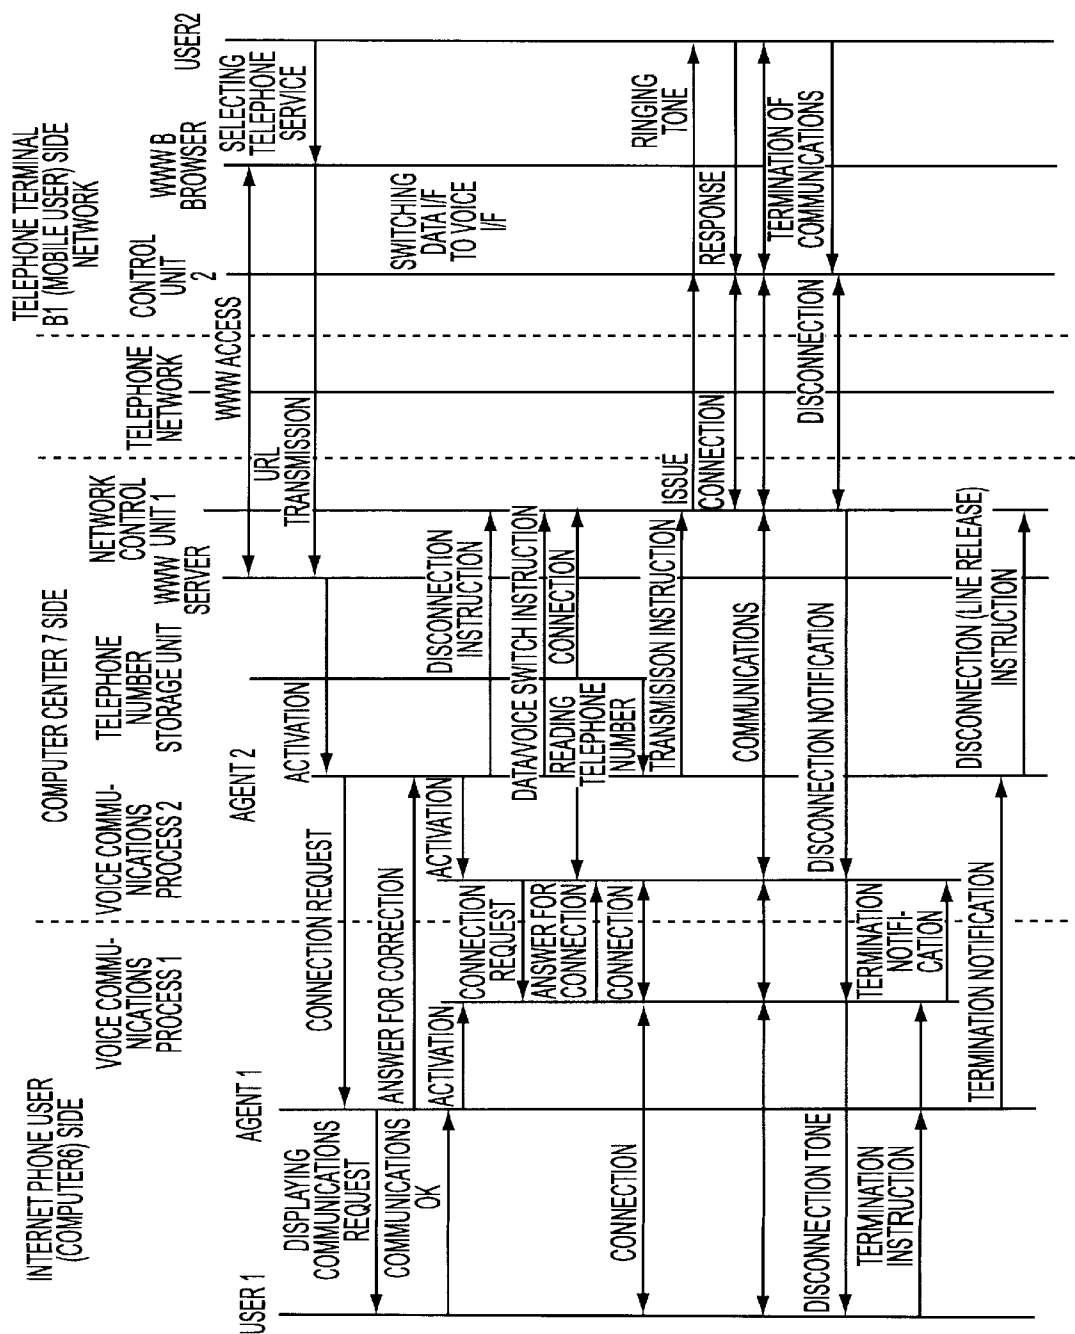 INTERNET PHONE USER
(COMPUTER6) SIDE
COMPUTER CENTER 7 SIDE
TELEPHONE TERMINAL
B1 (MOBILE USER) SIDE
NETWORK
USER 1
AGENT 1
VOICE COMMU-
NICATIONS
PROCESS 1
VOICE COMMU-
NICATIONS
PROCESS 2
AGENT 2
TELEPHONE
NUMBER
STORAGE UNIT
WWW
SERVER
NETWORK
CONTROL
UNIT 1
TELEPHONE
NETWORK
CONTROL
UNIT
2
WWW B
BROWSER
USER2
WWW ACCESS
SELECTING
TELEPHONE
SERVICE
URL
TRANSMISSION
ACTIVATION
CONNECTION REQUEST
DISPLAYING
COMMUNICATIONS
REQUEST
ANSWER FOR CORRECTION
COMMUNICATIONS
OK
SWITCHING
DATA I/F
TO VOICE
I/F
ACTIVATION
ACTIVATION
DISCONNECTION
INSTRUCTION
CONNECTION
REQUEST
DATA/VOICE SWITCH INSTRUCTION
CONNECTION
ANSWER FOR
CONNECTION
READING
TELEPHONE
NUMBER
CONNECTION
CONNECTION
TRANSMISISON INSTRUCTION
ISSUE
RINGING
TONE
CONNECTION
RESPONSE
COMMUNICATIONS
TERMINATION OF
COMMUNICATIONS
DISCONNECTION
DISCONNECTION NOTIFICATION
DISCONNECTION TONE
TERMINATION
INSTRUCTION
TERMINATION
NOTIFI-
CATION
TERMINATION NOTIFICATION
DISCONNECTION (LINE RELEASE)
INSTRUCTION